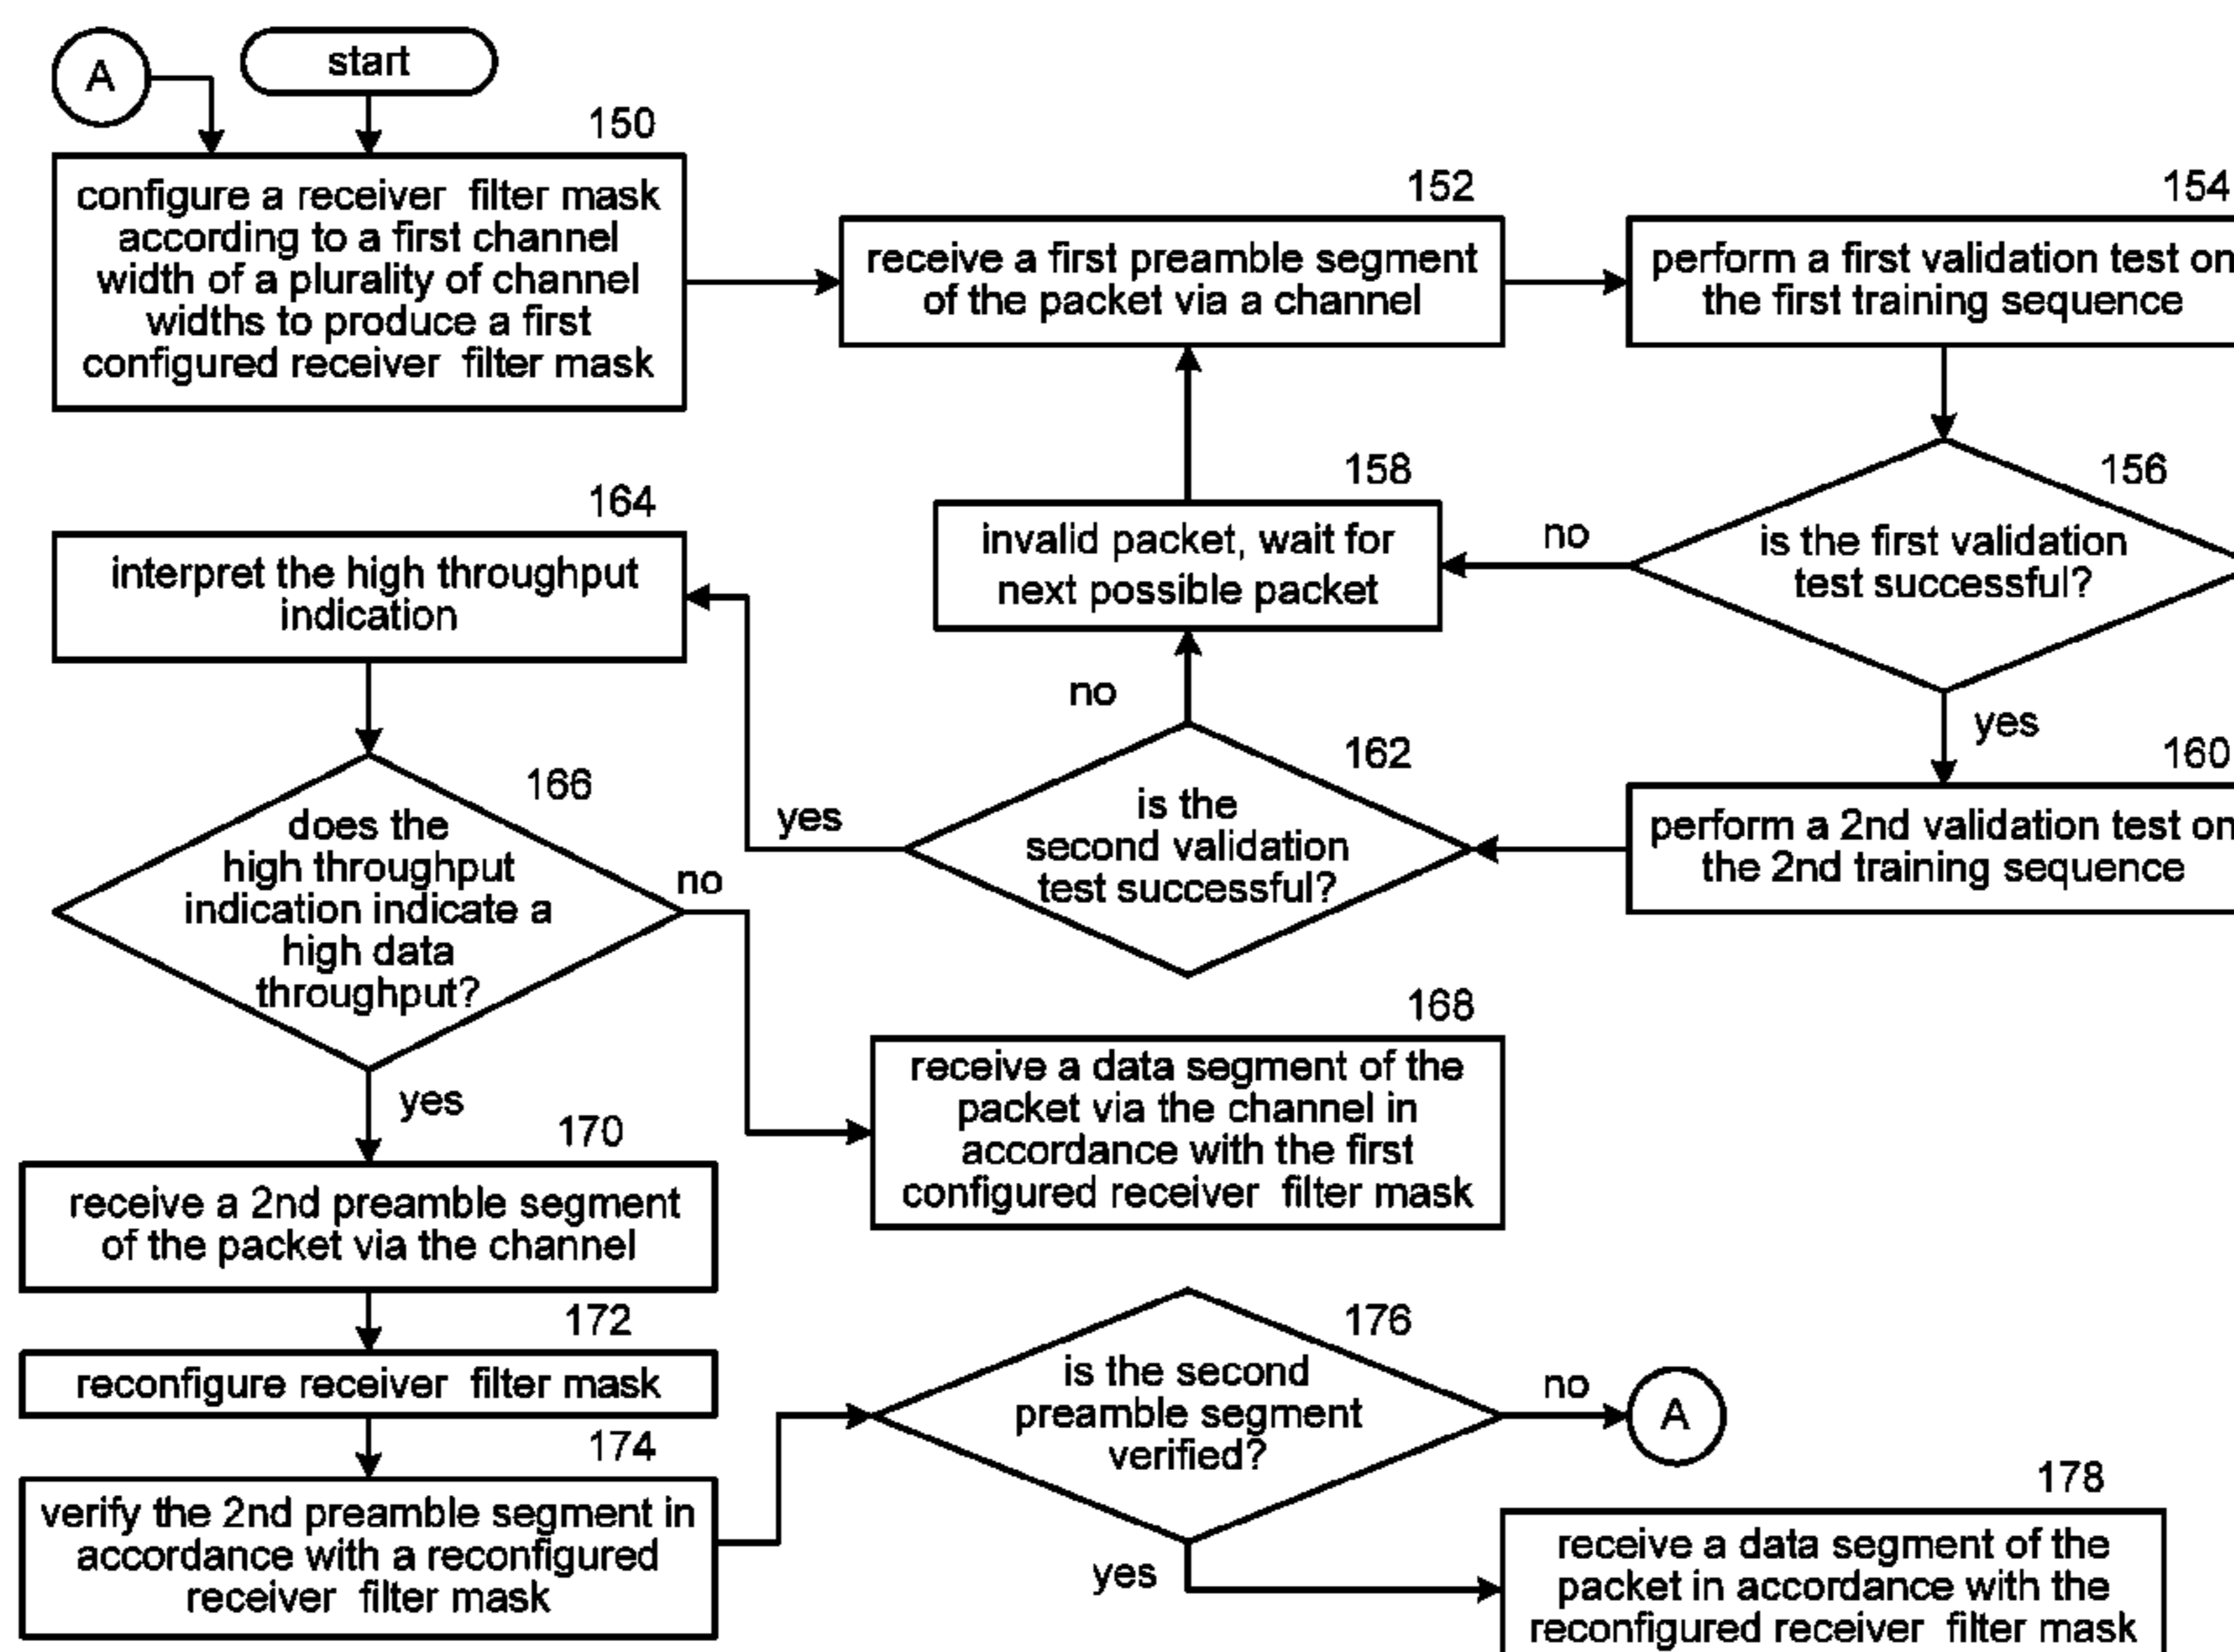 A
start
150
configure a receiver filter mask
according to a first channel
width of a plurality of channel
widths to produce a first
configured receiver filter mask
152
receive a first preamble segment
of the packet via a channel
154
perform a first validation test on
the first training sequence
156
is the first validation
test successful?
no
yes
158
invalid packet, wait for
next possible packet
160
perform a 2nd validation test on
the 2nd training sequence
162
is the
second validation
test successful?
no
yes
164
interpret the high throughput
indication
166
does the
high throughput
indication indicate a
high data
throughput?
no
yes
168
receive a data segment of the
packet via the channel in
accordance with the first
configured receiver filter mask
170
receive a 2nd preamble segment
of the packet via the channel
172
reconfigure receiver filter mask
174
verify the 2nd preamble segment in
accordance with a reconfigured
receiver filter mask
176
is the second
preamble segment
verified?
no
A
yes
178
receive a data segment of the
packet in accordance with the
reconfigured receiver filter mask